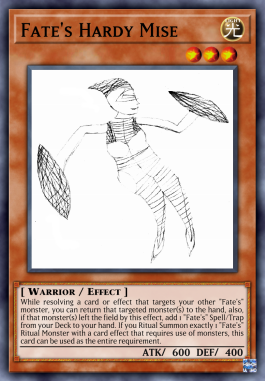 Fate's Hardy Mise
LIGHT
光
[ Warrior / Effect ]
While resolving a card or effect that targets your other "Fate's"
monster, you can return that targeted monster(s) to the hand, also,
if that monster(s) left the field by this effect, add 1 "Fate's" Spell/Trap
from your Deck to your hand. If you Ritual Summon exactly 1 "Fate's"
Ritual Monster with a card effect that requires use of monsters, this
card can be used as the entire requirement.
ATK/ 600 DEF/ 400